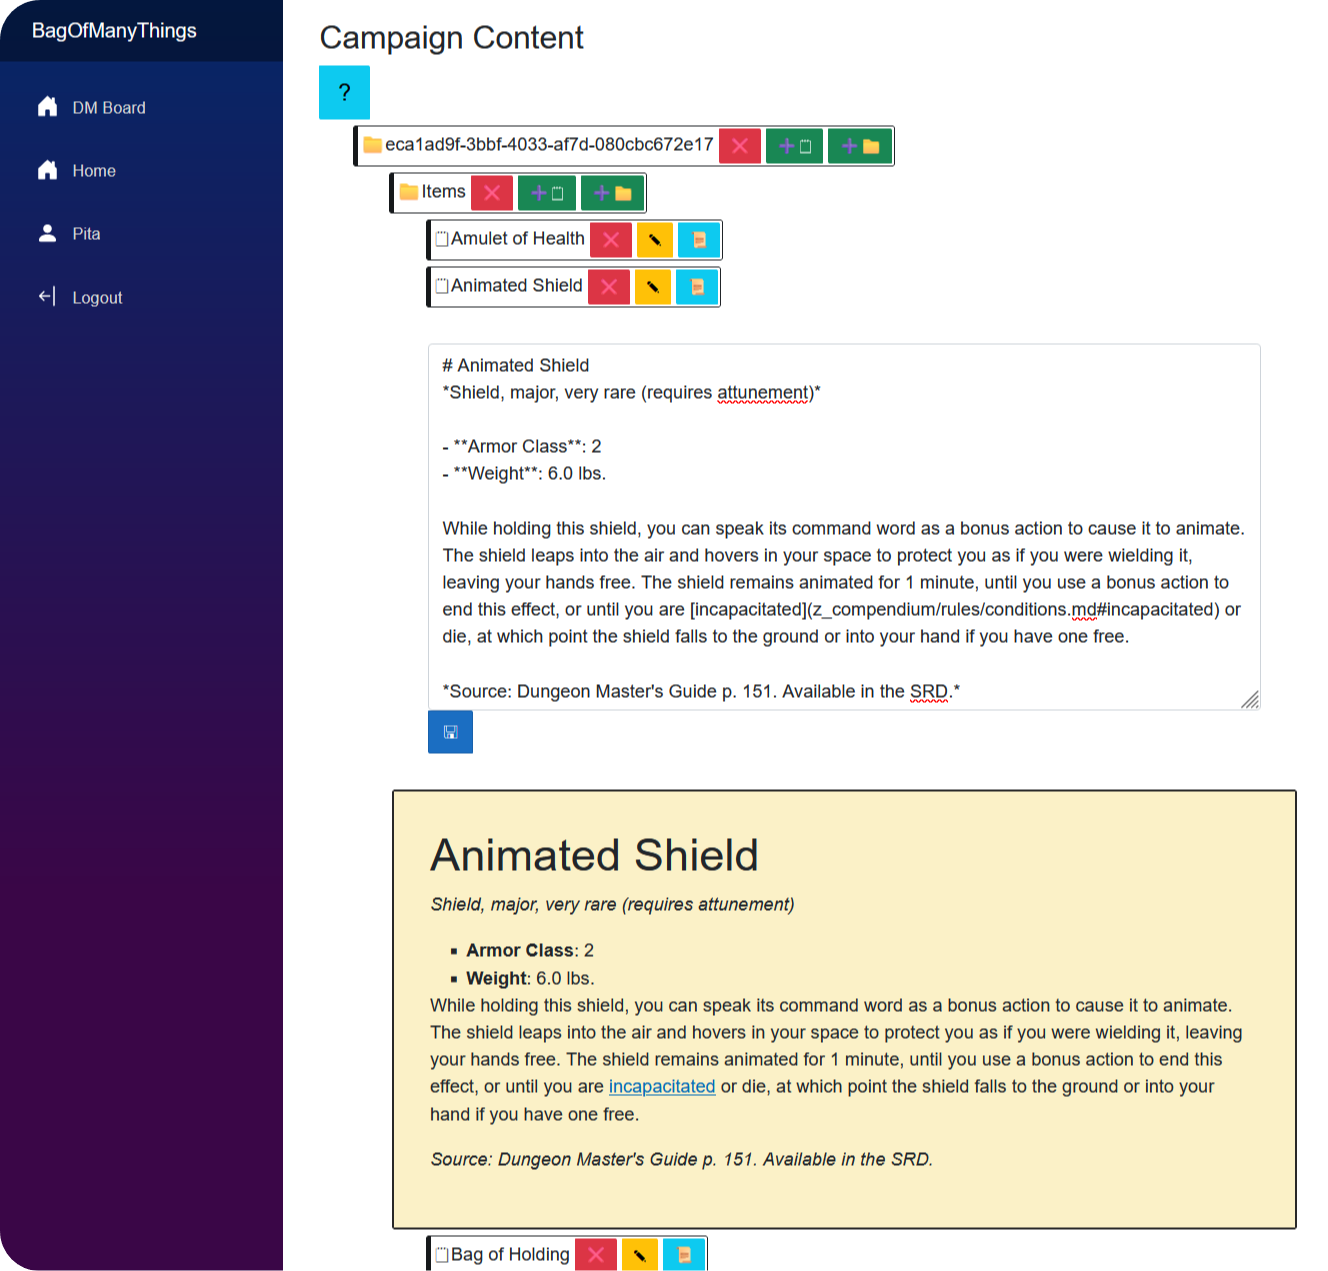 BagOfManyThings
DM Board
Home
Pita
Logout
Campaign Content
?
eca1ad9f-3bbf-4033-af7d-080cbc672e17
Items
Amulet of Health
Animated Shield
# Animated Shield
*Shield, major, very rare (requires attunement)*
- **Armor Class**: 2
- **Weight**: 6.0 lbs.
While holding this shield, you can speak its command word as a bonus action to cause it to animate.
The shield leaps into the air and hovers in your space to protect you as if you were wielding it,
leaving your hands free. The shield remains animated for 1 minute, until you use a bonus action to
end this effect, or until you are [incapacitated](z_compendium/rules/conditions.md#incapacitated) or
die, at which point the shield falls to the ground or into your hand if you have one free.
*Source: Dungeon Master's Guide p. 151. Available in the SRD.*
Animated Shield
Shield, major, very rare (requires attunement)
▪ Armor Class: 2
▪ Weight: 6.0 lbs.
While holding this shield, you can speak its command word as a bonus action to cause it to animate.
The shield leaps into the air and hovers in your space to protect you as if you were wielding it, leaving
your hands free. The shield remains animated for 1 minute, until you use a bonus action to end this
effect, or until you are incapacitated or die, at which point the shield falls to the ground or into your
hand if you have one free.
Source: Dungeon Master's Guide p. 151. Available in the SRD.
Bag of Holding